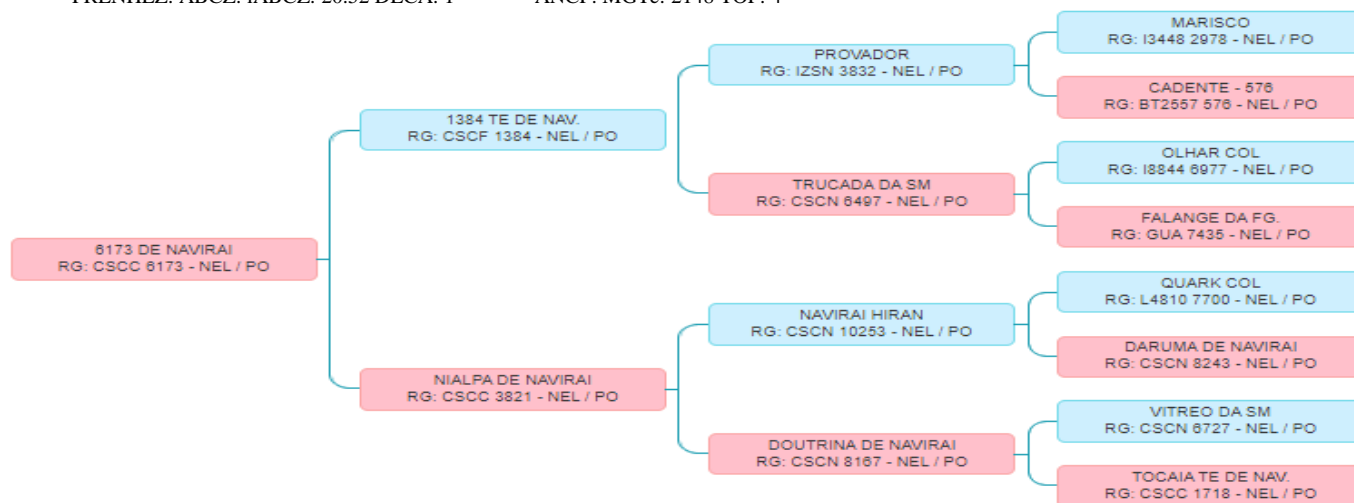 MARISCO
RG: I3448 2978 - NEL / PO
PROVADOR
RG: IZSN 3832 - NEL / PO
CADENTE - 576
RG: BT2557 576 - NEL / PO
1384 TE DE NAV.
RG: CSCF 1384 - NEL / PO
OLHAR COL
RG: I8844 6977 - NEL / PO
TRUCADA DA SM
RG: CSCN 6497 - NEL / PO
FALANGE DA FG.
RG: GUA 7435 - NEL / PO
6173 DE NAVIRAI
RG: CSCC 6173 - NEL / PO
QUARK COL
RG: L4810 7700 - NEL / PO
NAVIRAI HIRAN
RG: CSCN 10253 - NEL / PO
DARUMA DE NAVIRAI
RG: CSCN 8243 - NEL / PO
NIALPA DE NAVIRAI
RG: CSCC 3821 - NEL / PO
VITREO DA SM
RG: CSCN 6727 - NEL / PO
DOUTRINA DE NAVIRAI
RG: CSCN 8167 - NEL / PO
TOCAIA TE DE NAV.
RG: CSCC 1718 - NEL / PO